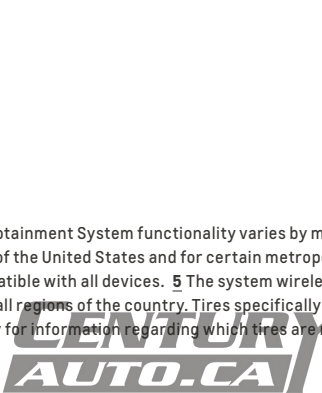 otainment System functionality varies by m
of the United States and for certain metrop
atible with all devices. 5 The system wirele
all regions of the country. Tires specifically
for information regarding which tires are
CENTURY
AUTO.CA